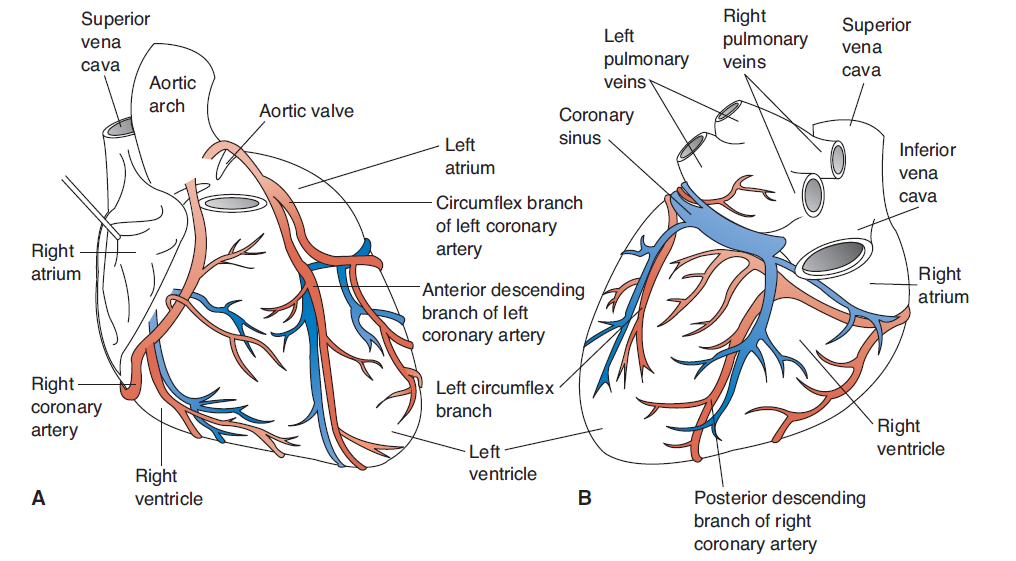 Superior
vena
cava
Aortic
arch
Aortic valve
Left
atrium
Circumflex branch
of left coronary
artery
Right
atrium
Anterior descending
branch of left
coronary artery
Right
coronary
artery
Left circumflex
branch
Left
ventricle
Right
ventricle
A
Left
pulmonary
veins
Right
pulmonary
veins
Superior
vena
cava
Coronary
sinus
Inferior
vena
cava
Right
atrium
Right
ventricle
B
Posterior descending
branch of right
coronary artery